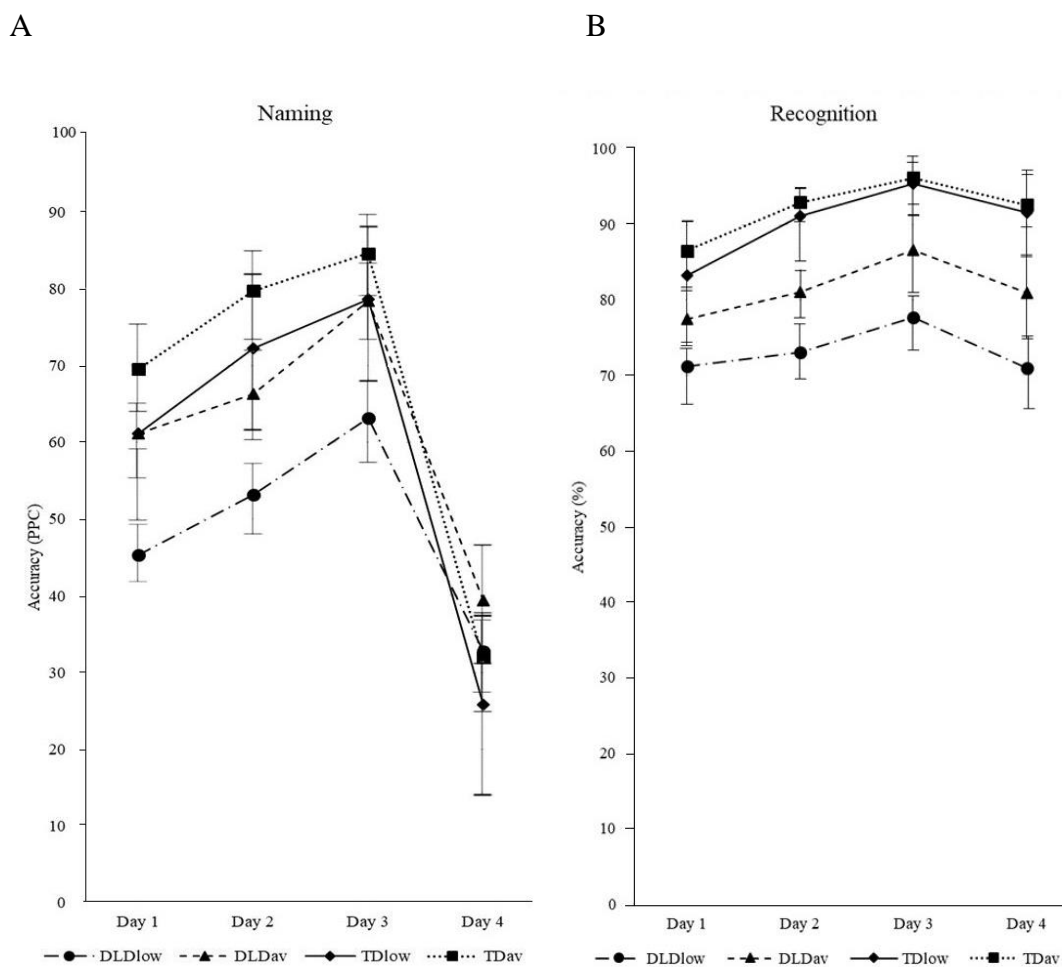 A
B
Naming
Recognition
100
90
80
70
60
50
40
30
20
10
0
Accuracy (PPC)
Day 1 Day 2 Day 3 Day 4
DLDlow DLDav TDlow TDav
100
90
80
70
60
50
40
30
20
10
0
Accuracy (%)
Day 1 Day 2 Day 3 Day 4
DLDlow DLDav TDlow TDav